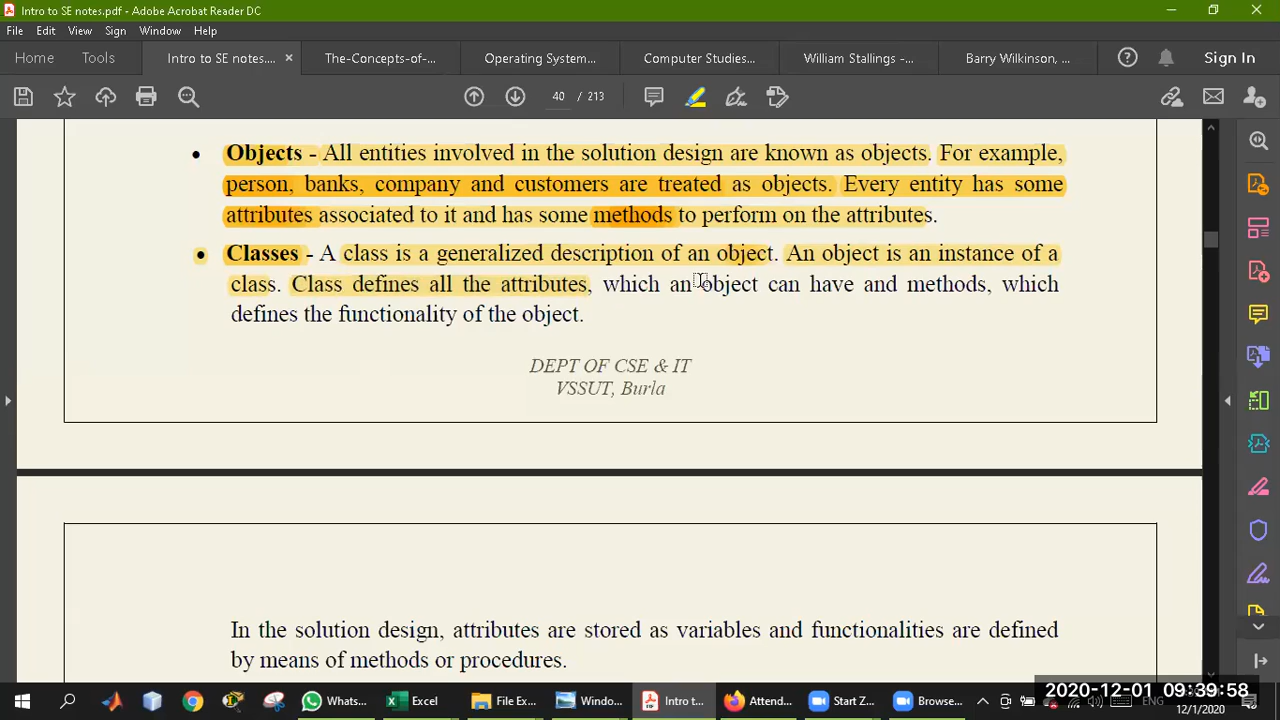 Intro to SE notes.pdf - Adobe Acrobat Reader DC
File Edit View Window Help
Home Tools Intro to SE notes.... × The-Concepts-of-... Operating System... Computer Studies... William Stallings -... Barry Wilkinson, ... Sign In
40 / 213
• Objects - All entities involved in the solution design are known as objects. For example,
person, banks, company and customers are treated as objects. Every entity has some
attributes associated to it and has some methods to perform on the attributes.
• Classes - A class is a generalized description of an object. An object is an instance of a
class. Class defines all the attributes, which an object can have and methods, which
defines the functionality of the object.
DEPT OF CSE & IT
VSSUT, Burla
In the solution design, attributes are stored as variables and functionalities are defined
by means of methods or procedures.
Whats... Excel File Ex... Windo... Intro t... Attend... Start Z... Browse... ENG
2020-12-01 09:39:58
12/1/2020